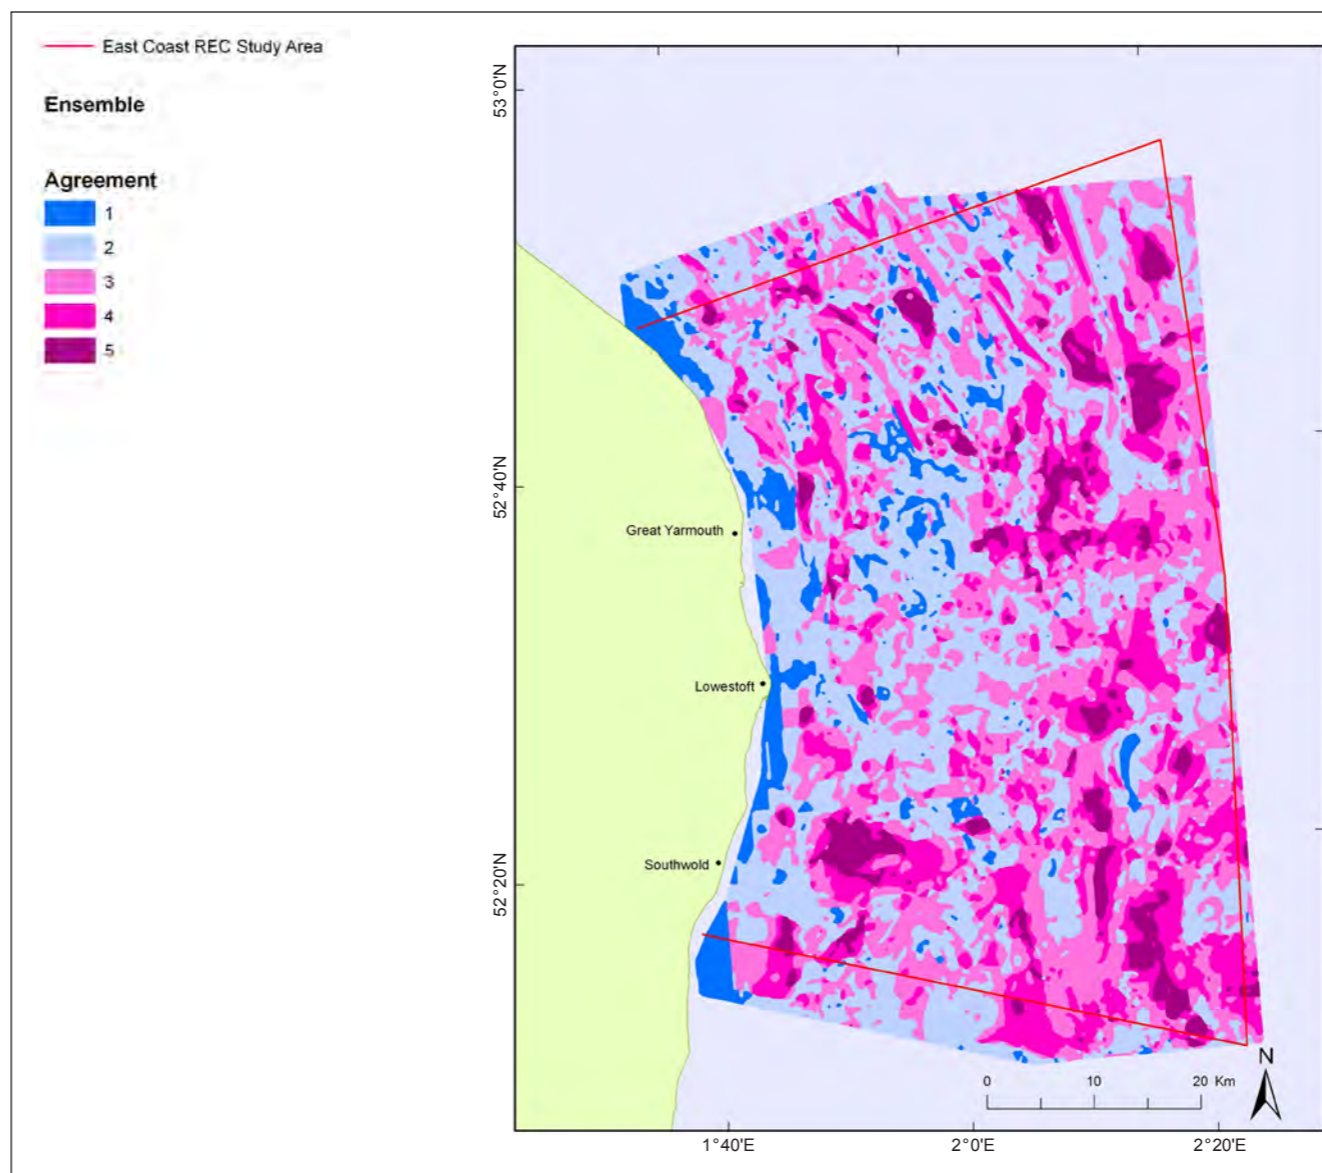 East Coast REC Study Area
Ensemble
Agreement
1
2
3
4
5
53°0'N
52°40'N
52°20'N
Great Yarmouth
Lowestoft
Southwold
N
0 10 20 Km
1°40'E 2°0'E 2°20'E